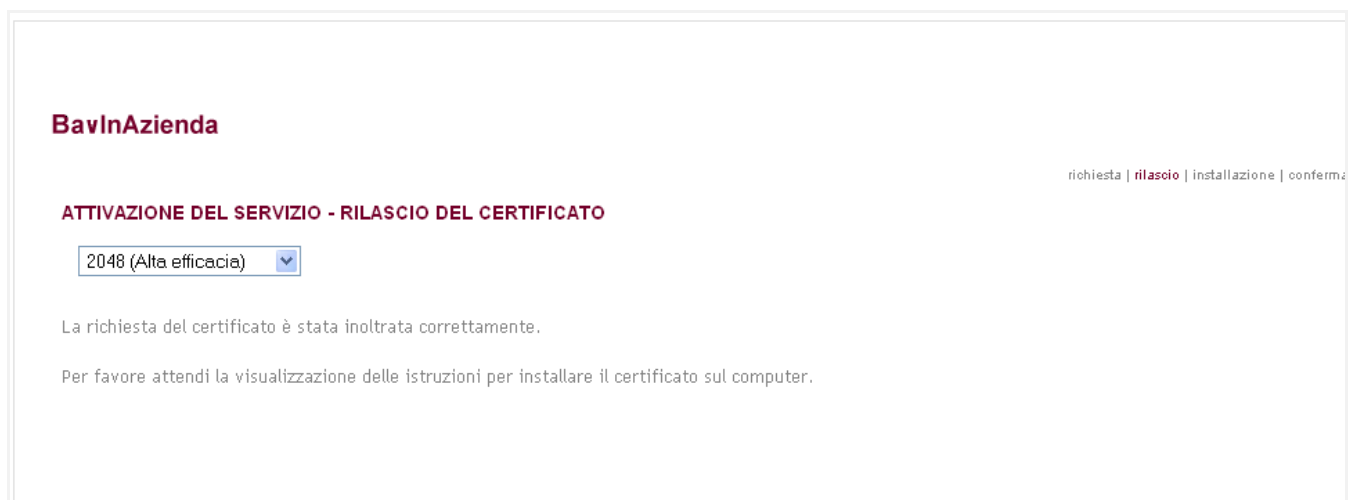 BavInAzienda
richiesta | rilascio | installazione | conferma
ATTIVAZIONE DEL SERVIZIO - RILASCIO DEL CERTIFICATO
2048 (Alta efficacia)
La richiesta del certificato è stata inoltrata correttamente.
Per favore attendi la visualizzazione delle istruzioni per installare il certificato sul computer.